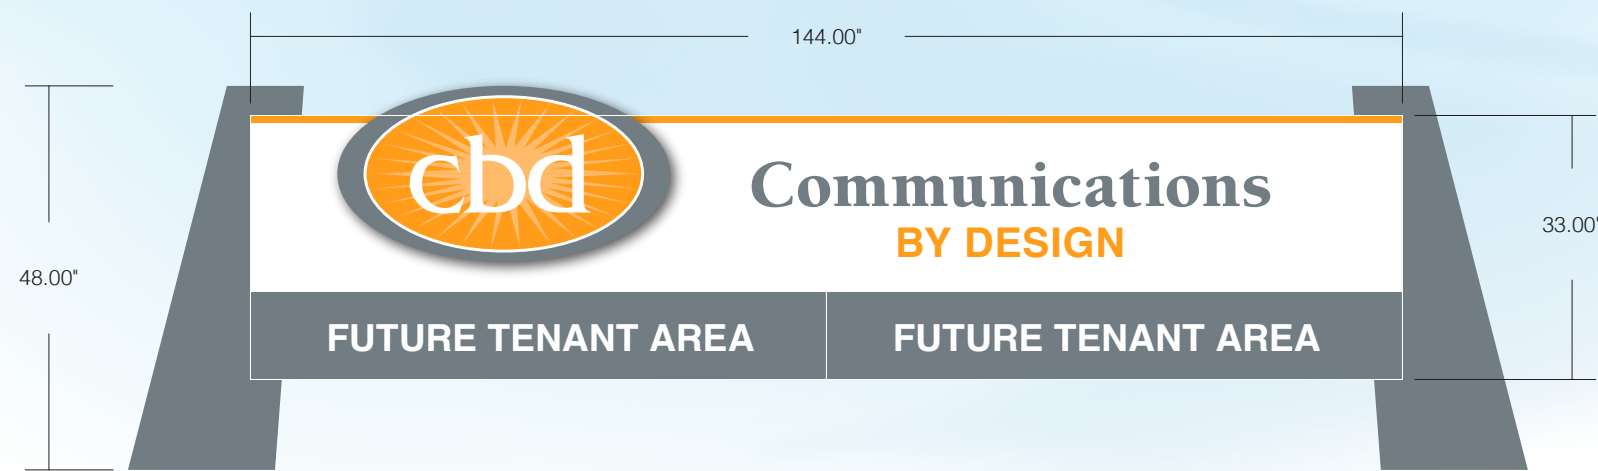 144.00"
cbd
Communications
BY DESIGN
33.00"
48.00"
FUTURE TENANT AREA
FUTURE TENANT AREA